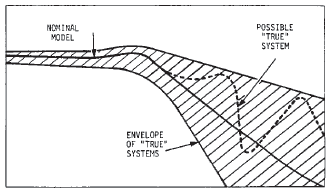 NOMINAL
MODEL
POSSIBLE
"TRUE"
SYSTEM
ENVELOPE
OF "TRUE"
SYSTEMS